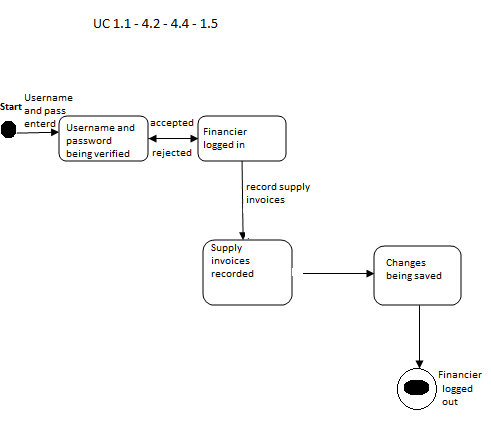 UC 1.1 - 4.2 - 4.4 - 1.5
Start
Username
and pass
enterd
Username and
password
being verified
accepted
rejected
Financier
logged in
record supply
invoices
Supply
invoices
recorded
Changes
being saved
Financier
logged
out